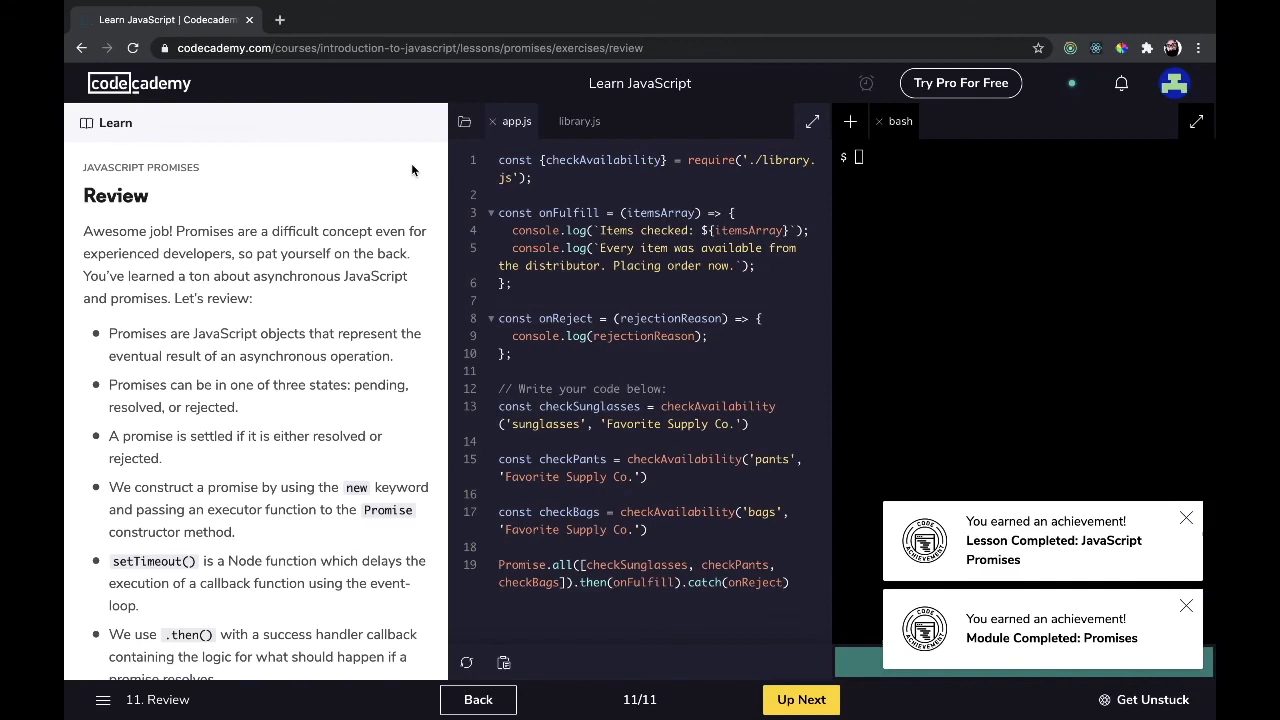 Learn JavaScript | Codecadem
codecademy.com/courses/introduction-to-javascript/lessons/promises/exercises/review
codecademy
Learn JavaScript
Try Pro For Free
Learn
app.js
library.js
bash
JAVASCRIPT PROMISES
Review
Awesome job! Promises are a difficult concept even for
experienced developers, so pat yourself on the back.
You’ve learned a ton about asynchronous JavaScript
and promises. Let’s review:
Promises are JavaScript objects that represent the
eventual result of an asynchronous operation.
Promises can be in one of three states: pending,
resolved, or rejected.
A promise is settled if it is either resolved or
rejected.
We construct a promise by using the new keyword
and passing an executor function to the Promise
constructor method.
setTimeout() is a Node function which delays the
execution of a callback function using the event-
loop.
We use .then() with a success handler callback
containing the logic for what should happen if a
promise resolves.
1 const {checkAvailability} = require('./library.
js');
2
3 const onFulfill = (itemsArray) => {
4 console.log(`Items checked: ${itemsArray}`);
5 console.log(`Every item was available from
the distributor. Placing order now.`);
6 };
7
8 const onReject = (rejectionReason) => {
9 console.log(rejectionReason);
10 };
11
12 // Write your code below:
13 const checkSunglasses = checkAvailability
('sunglasses', 'Favorite Supply Co.')
14
15 const checkPants = checkAvailability('pants',
'Favorite Supply Co.')
16
17 const checkBags = checkAvailability('bags',
'Favorite Supply Co.')
18
19 Promise.all([checkSunglasses, checkPants,
checkBags]).then(onFulfill).catch(onReject)
$
You earned an achievement!
Lesson Completed: JavaScript
Promises
You earned an achievement!
Module Completed: Promises
11. Review
Back
11/11
Up Next
Get Unstuck